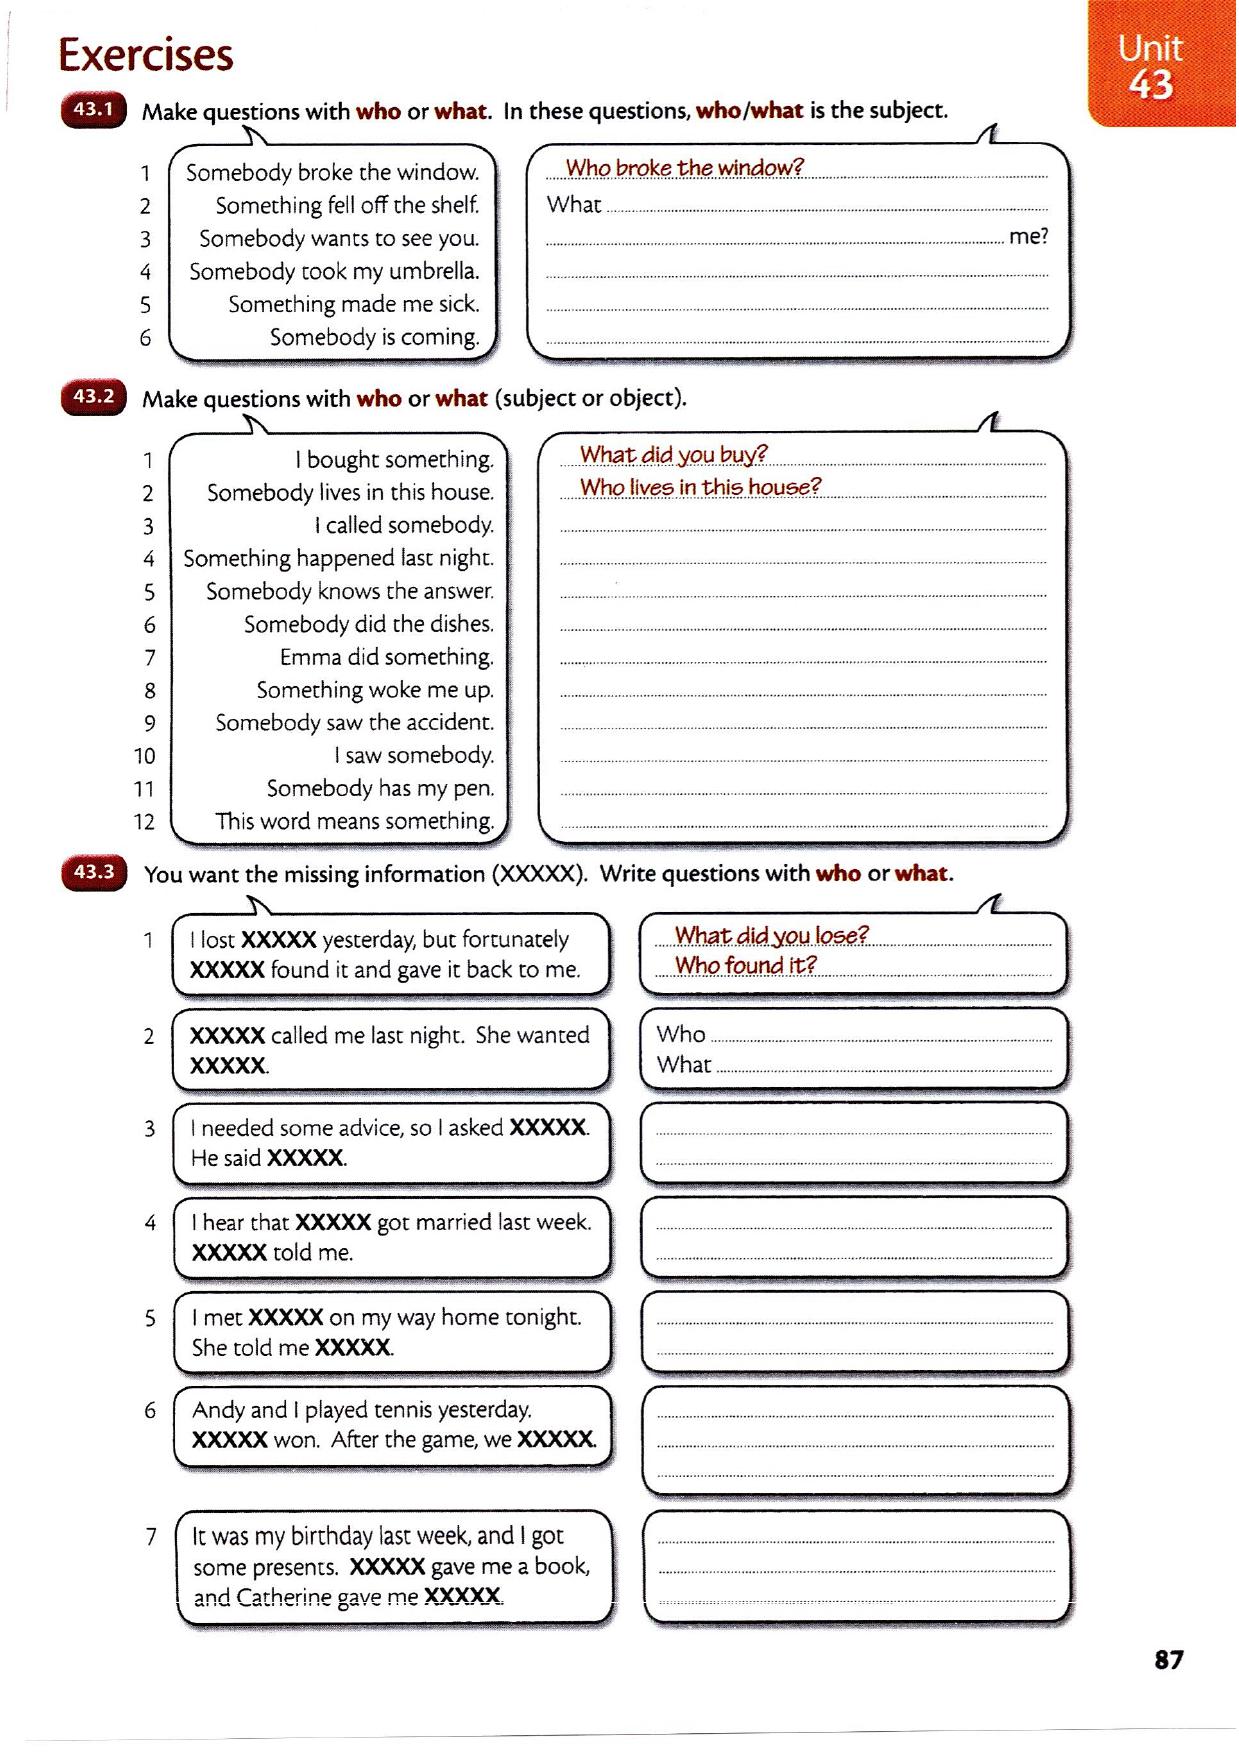 Exercises
Unit
43
43.1 Make questions with who or what. In these questions, who/what is the subject.
1 Somebody broke the window. Who broke the window?
2 Something fell off the shelf. What
3 Somebody wants to see you. me?
4 Somebody took my umbrella.
5 Something made me sick.
6 Somebody is coming.
43.2 Make questions with who or what (subject or object).
1 I bought something. What did you buy?
2 Somebody lives in this house. Who lives in this house?
3 I called somebody.
4 Something happened last night.
5 Somebody knows the answer.
6 Somebody did the dishes.
7 Emma did something.
8 Something woke me up.
9 Somebody saw the accident.
10 I saw somebody.
11 Somebody has my pen.
12 This word means something.
43.3 You want the missing information (XXXXX). Write questions with who or what.
1 I lost XXXXX yesterday, but fortunately What did you lose?
XXXXX found it and gave it back to me. Who found it?
2 XXXXX called me last night. She wanted Who
XXXXX. What
3 I needed some advice, so I asked XXXXX.
He said XXXXX.
4 I hear that XXXXX got married last week.
XXXXX told me.
5 I met XXXXX on my way home tonight.
She told me XXXXX.
6 Andy and I played tennis yesterday.
XXXXX won. After the game, we XXXXX.
7 It was my birthday last week, and I got
some presents. XXXXX gave me a book,
and Catherine gave me XXXXX.
87